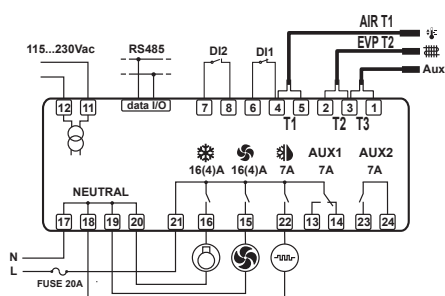 AIR T1
EVP T2
Aux
115...230Vac
RS485
DI2
DI1
12 11 data I/O 7 8 6 4 5 2 3 1
T1 T2 T3
16(4)A 16(4)A 7A
AUX1
7A
AUX2
7A
NEUTRAL
17 18 19 20 21 16 15 22 13 14 23 24
N
L
FUSE 20A